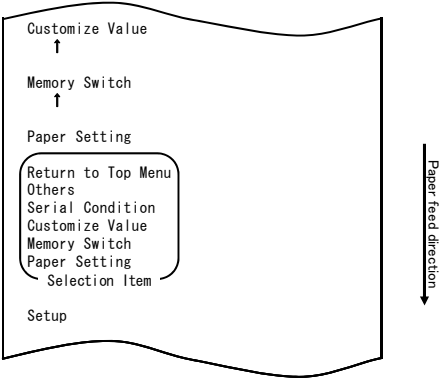 Customize Value
↑
Memory Switch
↑
Paper Setting
Return to Top Menu
Others
Serial Condition
Customize Value
Memory Switch
Paper Setting
Selection Item
Setup
Paper feed direction